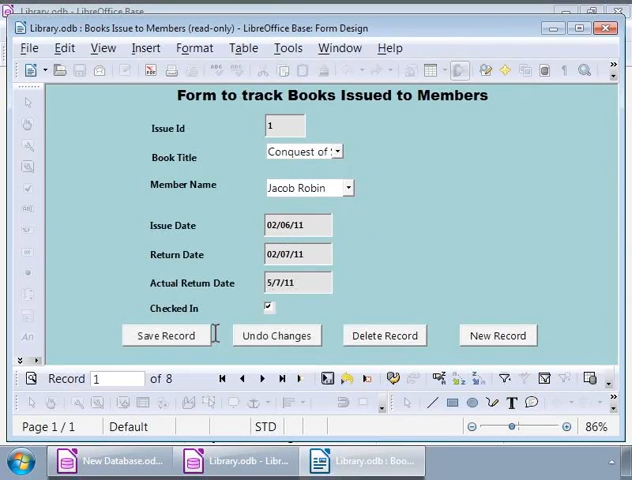 Library.odb - LibreOffice Base
Library.odb : Books Issue to Members (read-only) - LibreOffice Base: Form Design
File Edit View Insert Format Table Tools Window Help
Form to track Books Issued to Members
Issue Id 1
Book Title Conquest of
Member Name Jacob Robin
Issue Date 02/06/11
Return Date 02/07/11
Actual Return Date 5/7/11
Checked In
Save Record Undo Changes Delete Record New Record
Record 1 of 8
Page 1 / 1 Default STD 86%
New Database.od... Library.odb - Libr... Library.odb : Boo...